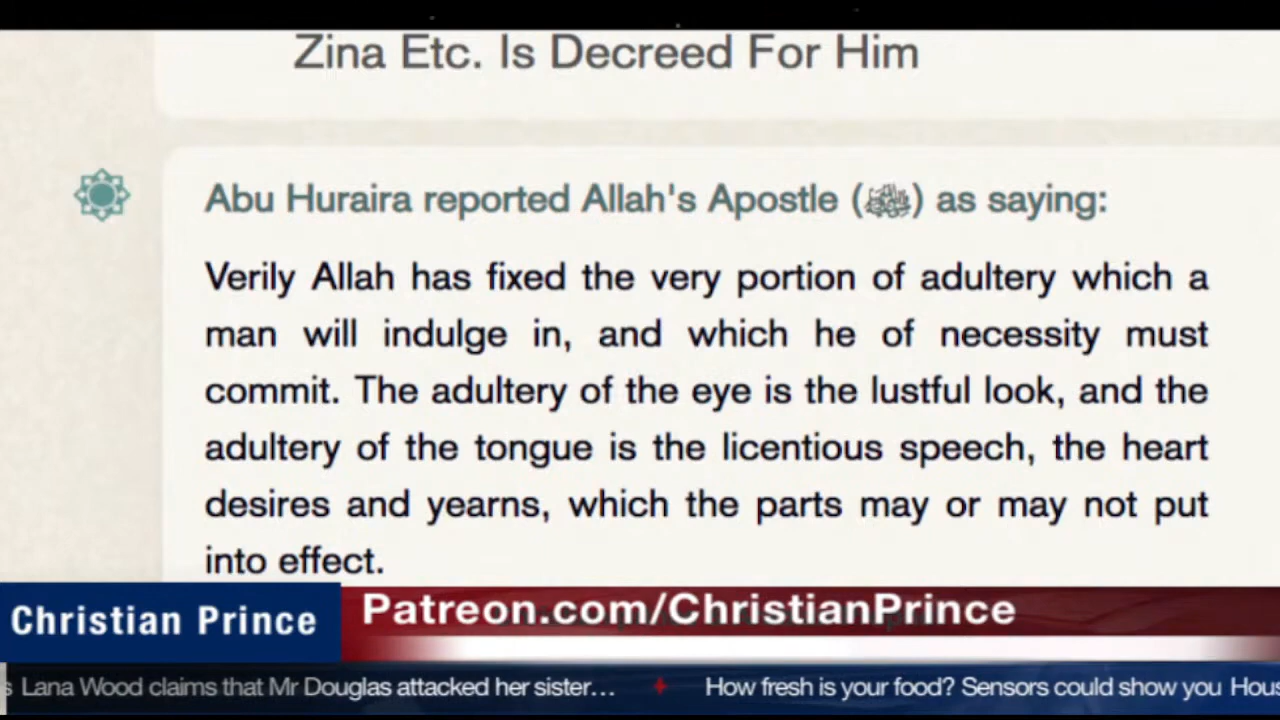 Zina Etc. Is Decreed For Him
Abu Huraira reported Allah's Apostle (ﷺ) as saying:
Verily Allah has fixed the very portion of adultery which a
man will indulge in, and which he of necessity must
commit. The adultery of the eye is the lustful look, and the
adultery of the tongue is the licentious speech, the heart
desires and yearns, which the parts may or may not put
into effect.
Christian Prince
Patreon.com/ChristianPrince
s Lana Wood claims that Mr Douglas attacked her sister... How fresh is your food? Sensors could show you Hous